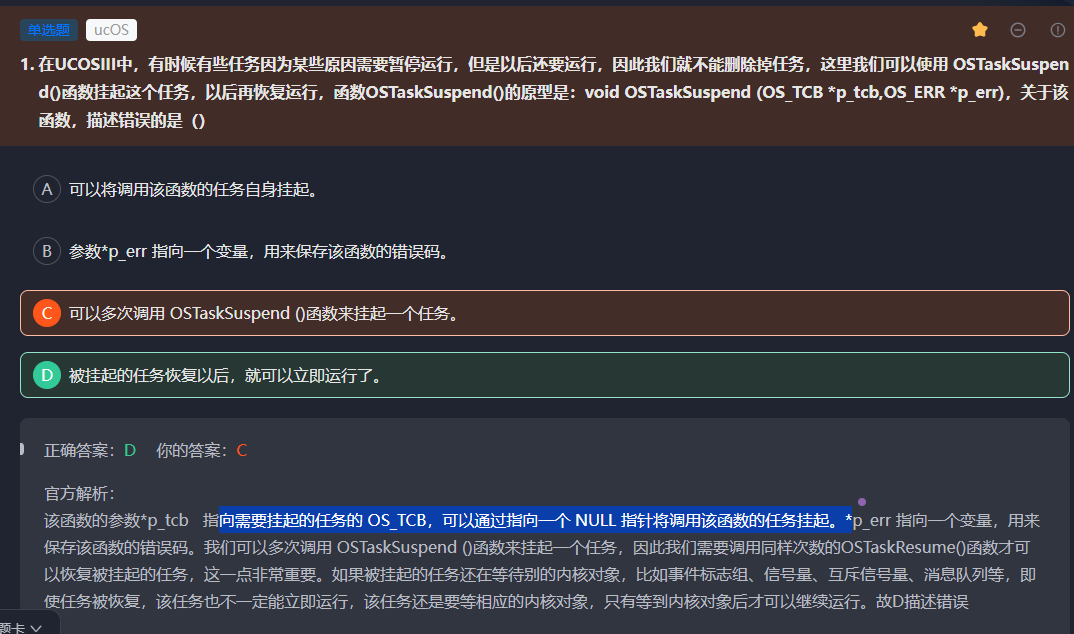 单选题 ucOS
1. 在UCOSIII中，有时候有些任务因为某些原因需要暂停运行，但是以后还要运行，因此我们就不能删除掉任务，这里我们可以使用 OSTaskSuspen
d()函数挂起这个任务，以后再恢复运行，函数OSTaskSuspend()的原型是：void OSTaskSuspend (OS_TCB *p_tcb,OS_ERR *p_err)，关于该
函数，描述错误的是（）
A 可以将调用该函数的任务自身挂起。
B 参数*p_err 指向一个变量，用来保存该函数的错误码。
C 可以多次调用 OSTaskSuspend ()函数来挂起一个任务。
D 被挂起的任务恢复以后，就可以立即运行了。
正确答案：D 你的答案：C
官方解析：
该函数的参数*p_tcb 指向需要挂起的任务的 OS_TCB，可以通过指向一个 NULL 指针将调用该函数的任务挂起。*p_err 指向一个变量，用来
保存该函数的错误码。我们可以多次调用 OSTaskSuspend ()函数来挂起一个任务，因此我们需要调用同样次数的OSTaskResume()函数才可
以恢复被挂起的任务，这一点非常重要。如果被挂起的任务还在等待别的内核对象，比如事件标志组、信号量、互斥信号量、消息队列等，即
使任务被恢复，该任务也不一定能立即运行，该任务还是要等相应的内核对象，只有等到内核对象后才可以继续运行。故D描述错误
题卡